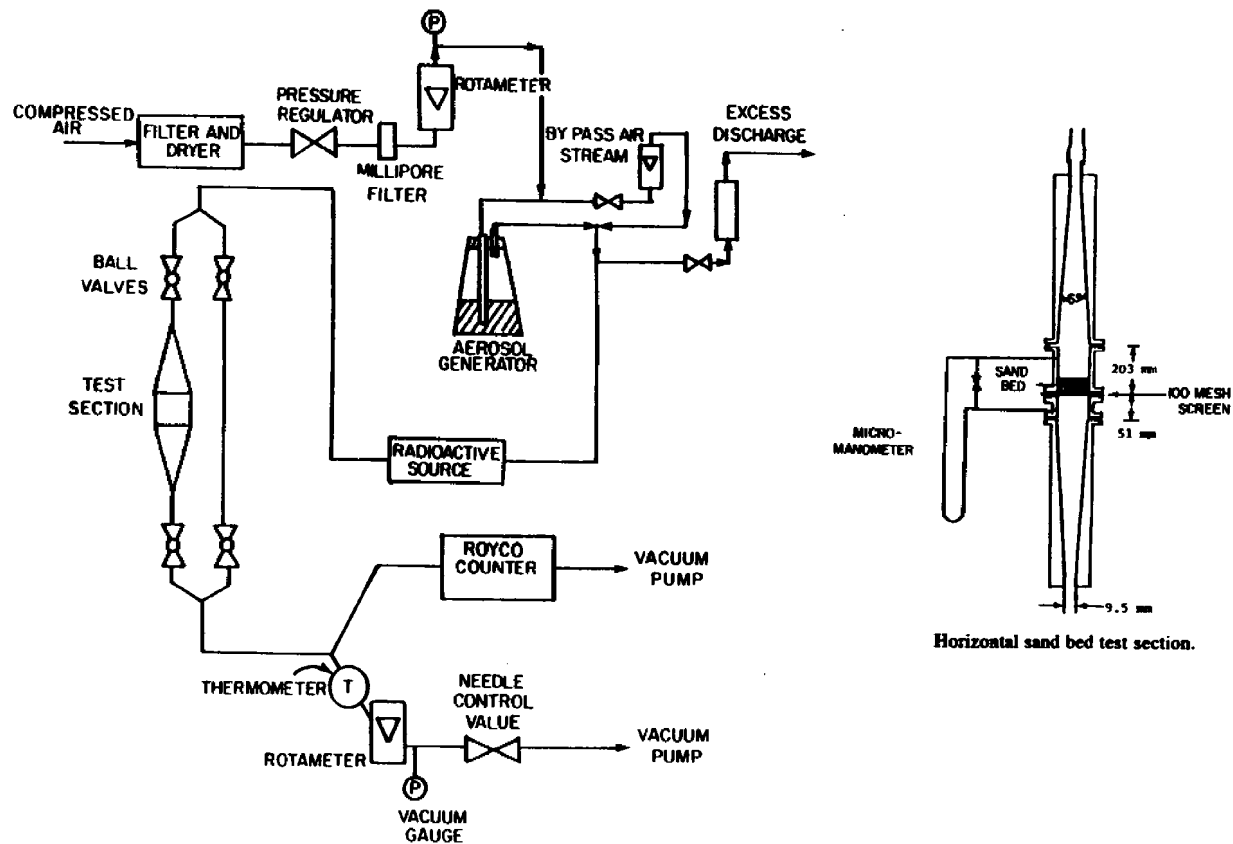 P
COMPRESSED
AIR
FILTER AND
DRYER
PRESSURE
REGULATOR
MILLIPORE
FILTER
ROTAMETER
BY PASS AIR
STREAM
EXCESS
DISCHARGE
BALL
VALVES
AEROSOL
GENERATOR
TEST
SECTION
RADIOACTIVE
SOURCE
ROYCO
COUNTER
VACUUM
PUMP
THERMOMETER
T
NEEDLE
CONTROL
VALUE
ROTAMETER
VACUUM
PUMP
P
VACUUM
GAUGE
SAND
BED
203 mm
100 MESH
SCREEN
51 mm
MICRO-
MANOMETER
9.5 mm
Horizontal sand bed test section.